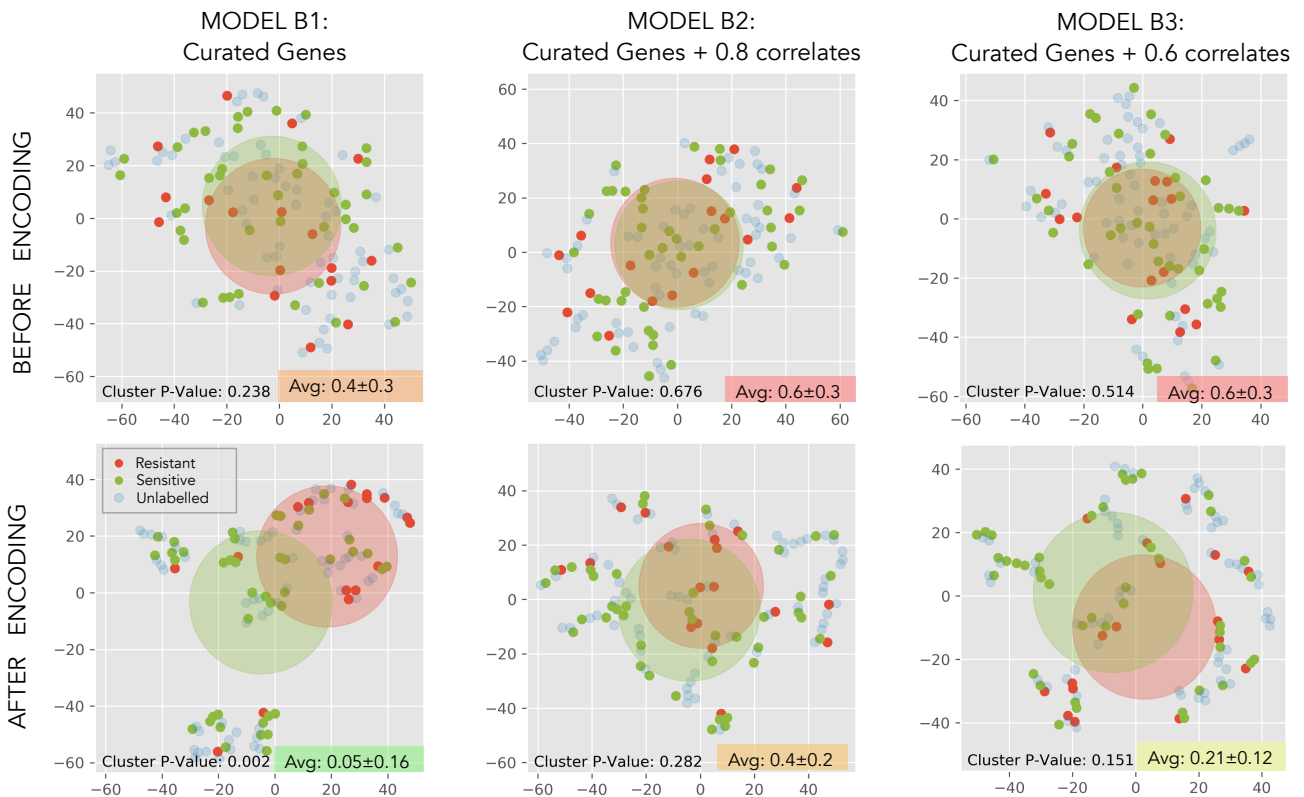 MODEL B1:
Curated Genes
MODEL B2:
Curated Genes + 0.8 correlates
MODEL B3:
Curated Genes + 0.6 correlates
BEFORE ENCODING
40
20
0
−20
−40
−60
Cluster P-Value: 0.238
Avg: 0.4±0.3
−60 −40 −20 0 20 40
60
40
20
0
−20
−40
Cluster P-Value: 0.676
Avg: 0.6±0.3
−40 −20 0 20 40 60
40
20
0
−20
−40
−60
Cluster P-Value: 0.514
Avg: 0.6±0.3
−60 −40 −20 0 20 40
AFTER ENCODING
Resistant
Sensitive
Unlabelled
40
20
0
−20
−40
−60
Cluster P-Value: 0.002
Avg: 0.05±0.16
−60 −40 −20 0 20 40
40
20
0
−20
−40
−60
Cluster P-Value: 0.282
Avg: 0.4±0.2
−60 −40 −20 0 20 40
40
20
0
−20
−40
Cluster P-Value: 0.151
Avg: 0.21±0.12
−40 −20 0 20 40